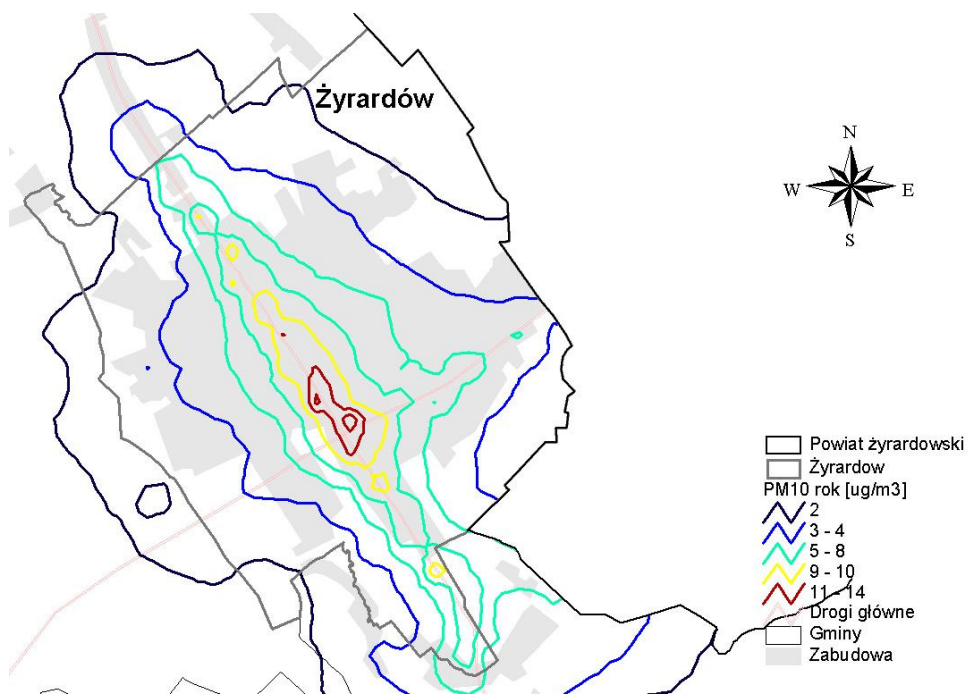 Żyrardów
N
W E
S
Powiat żyrardowski
Żyrardow
PM10 rok [ug/m3]
2
3 - 4
5 - 8
9 - 10
11 - 14
Drogi główne
Gminy
Zabudowa